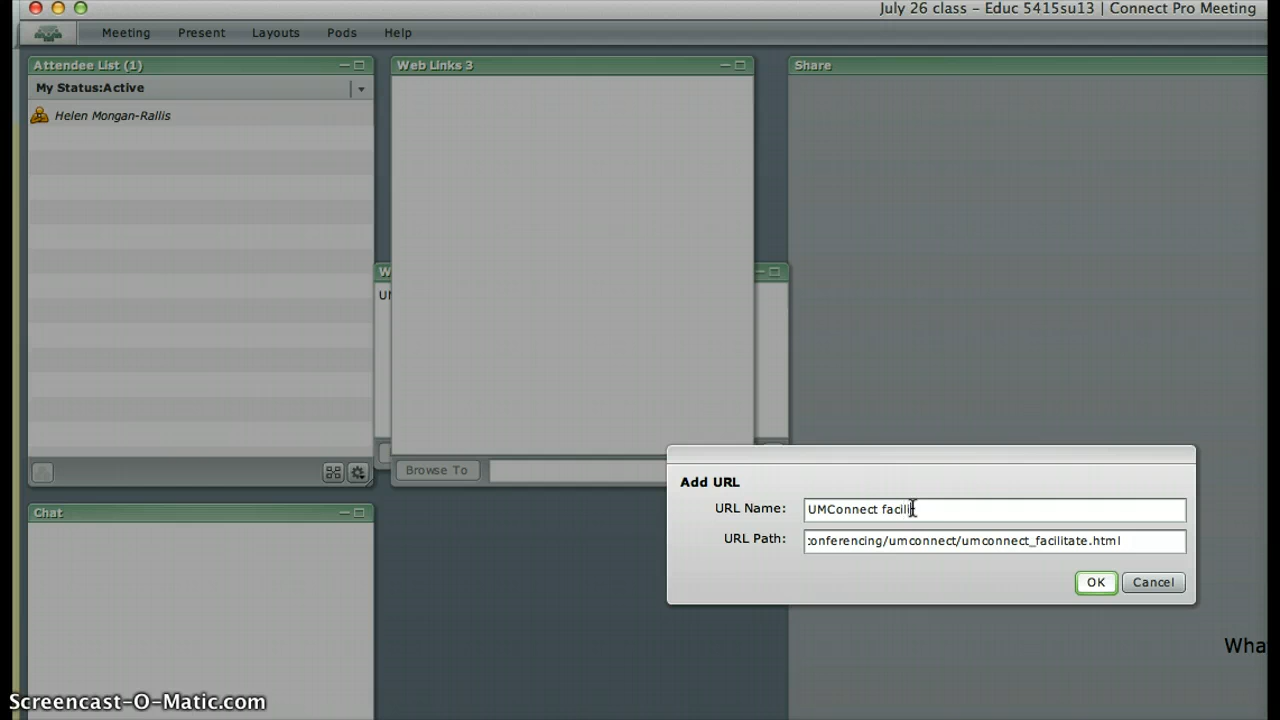 July 26 class - Educ 5415su13 | Connect Pro Meeting
Meeting Present Layouts Pods Help
Attendee List (1)
My Status:Active
Helen Mongan-Rallis
Web Links 3
Browse To
Share
W
UM
Chat
Add URL
URL Name: UMConnect facili
URL Path: :onferencing/umconnect/umconnect_facilitate.html
OK Cancel
Wha
Screencast-O-Matic.com